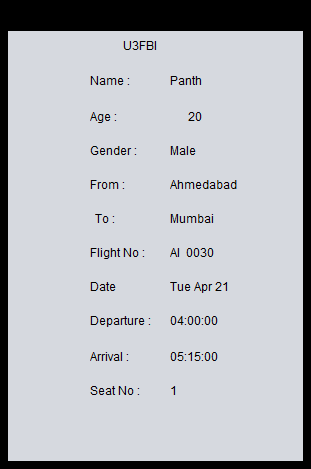 U3FBI
Name : Panth
Age : 20
Gender : Male
From : Ahmedabad
To : Mumbai
Flight No : AI 0030
Date Tue Apr 21
Departure : 04:00:00
Arrival : 05:15:00
Seat No : 1